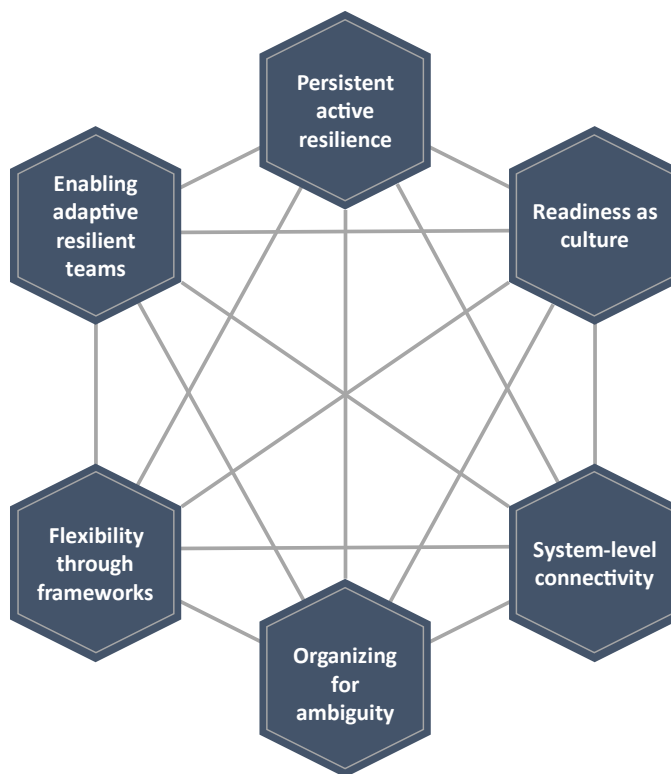 Persistent
active
resilience
Enabling
adaptive
resilient
teams
Readiness as
culture
Flexibility
through
frameworks
System-level
connectivity
Organizing
for
ambiguity